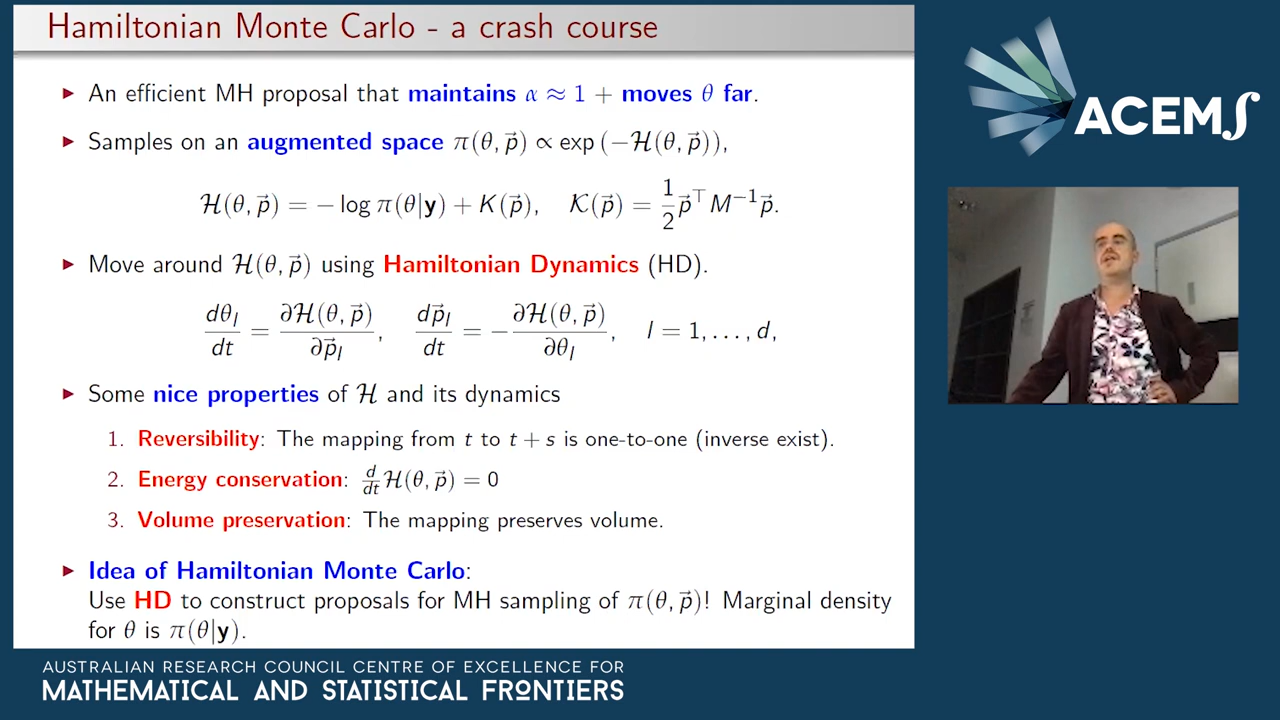 Hamiltonian Monte Carlo - a crash course
▶ An efficient MH proposal that maintains α ≈ 1 + moves θ far.
▶ Samples on an augmented space π(θ, p⃗) ∝ exp (−ℋ(θ, p⃗)),
ℋ(θ, p⃗) = − log π(θ|y) + K(p⃗), 𝒦(p⃗) = 1/2 p⃗⊤ M⁻¹ p⃗.
▶ Move around ℋ(θ, p⃗) using Hamiltonian Dynamics (HD).
dθ_l/dt = ∂ℋ(θ, p⃗)/∂p⃗_l, dp⃗_l/dt = −∂ℋ(θ, p⃗)/∂θ_l, l = 1, . . . , d,
▶ Some nice properties of ℋ and its dynamics
1. Reversibility: The mapping from t to t + s is one-to-one (inverse exist).
2. Energy conservation: d/dt ℋ(θ, p⃗) = 0
3. Volume preservation: The mapping preserves volume.
▶ Idea of Hamiltonian Monte Carlo:
Use HD to construct proposals for MH sampling of π(θ, p⃗)! Marginal density
for θ is π(θ|y).
ACEMS
AUSTRALIAN RESEARCH COUNCIL CENTRE OF EXCELLENCE FOR
MATHEMATICAL AND STATISTICAL FRONTIERS